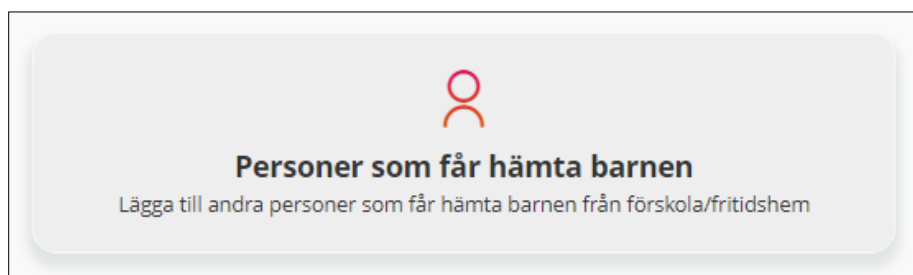 Personer som får hämta barnen
Lägga till andra personer som får hämta barnen från förskola/fritidshem